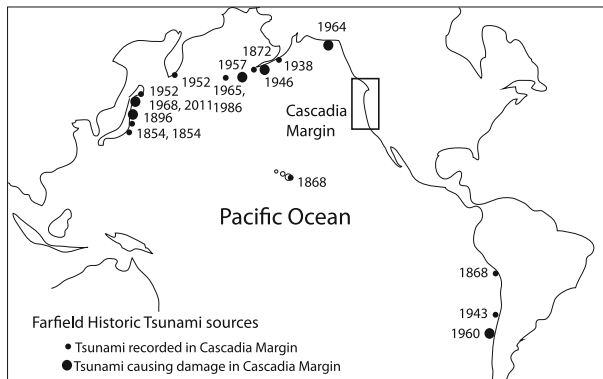 1964
1872
1957
1938
1952
1952
1965,
1946
1968, 2011
1986
1896
1854, 1854
Cascadia
Margin
1868
Pacific Ocean
1868
1943
1960
Farfield Historic Tsunami sources
Tsunami recorded in Cascadia Margin
Tsunami causing damage in Cascadia Margin